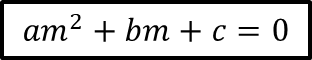 am² + bm + c = 0